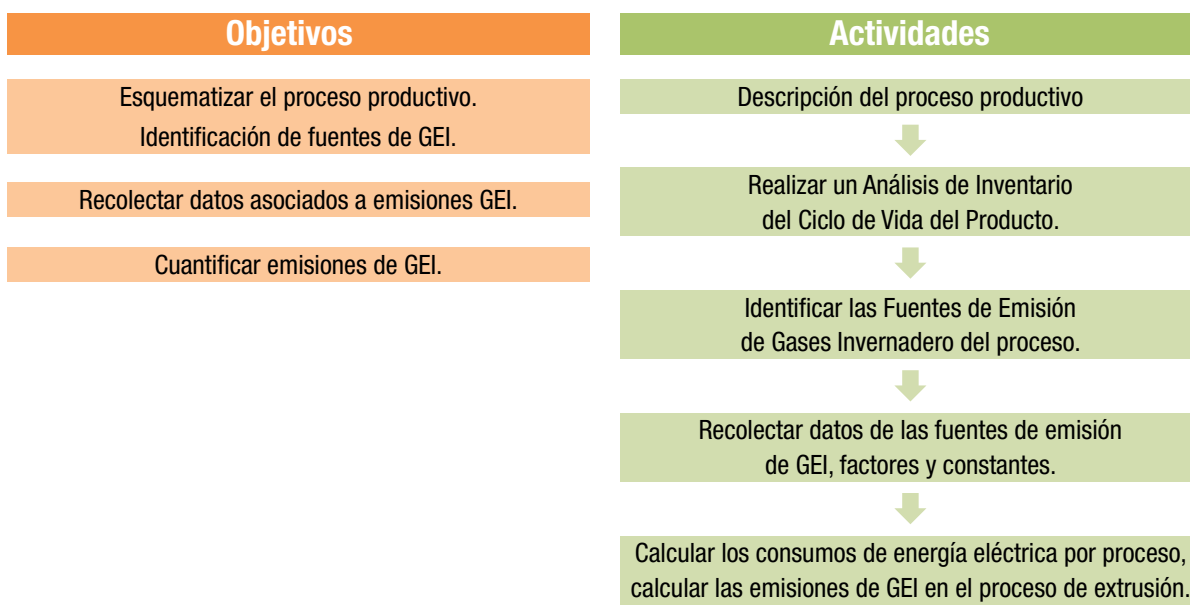 Objetivos
Esquematizar el proceso productivo.
Identificación de fuentes de GEI.
Recolectar datos asociados a emisiones GEI.
Cuantificar emisiones de GEI.
Actividades
Descripción del proceso productivo
Realizar un Análisis de Inventario
del Ciclo de Vida del Producto.
Identificar las Fuentes de Emisión
de Gases Invernadero del proceso.
Recolectar datos de las fuentes de emisión
de GEI, factores y constantes.
Calcular los consumos de energía eléctrica por proceso,
calcular las emisiones de GEI en el proceso de extrusión.